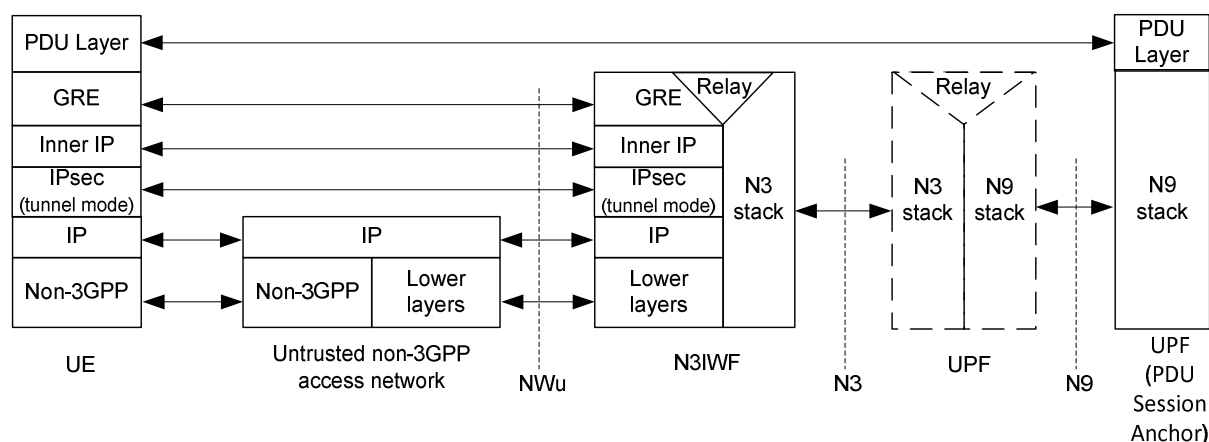 PDU Layer
PDU
Layer
GRE
GRE
Relay
Relay
Inner IP
Inner IP
IPsec
(tunnel mode)
IPsec
(tunnel mode)
N3
stack
N3
stack
N9
stack
N9
stack
IP
IP
IP
Non-3GPP
Non-3GPP
Lower
layers
Lower
layers
UE
Untrusted non-3GPP
access network
NWu
N3IWF
N3
UPF
N9
UPF
(PDU
Session
Anchor)